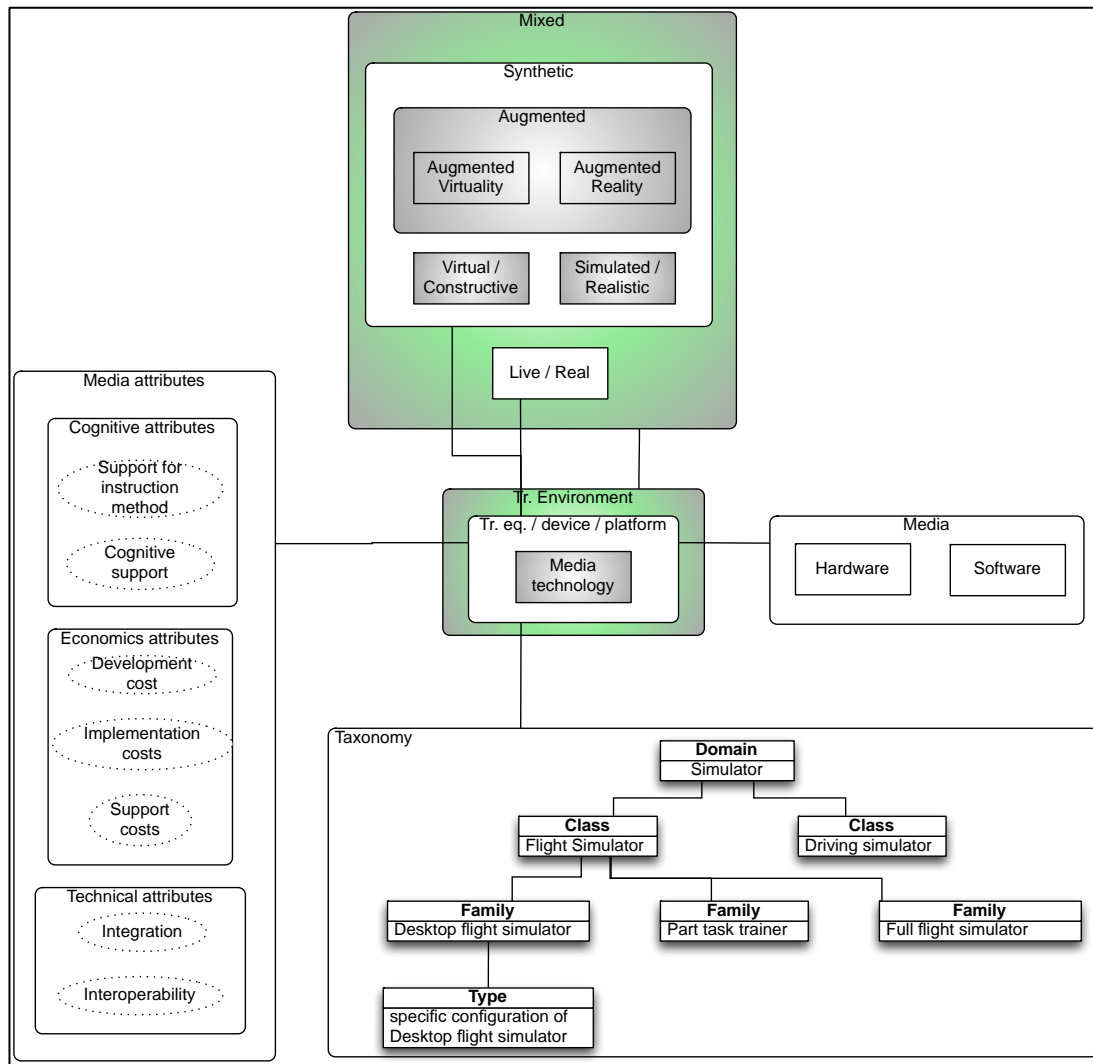 Mixed
Synthetic
Augmented
Augmented
Virtuality
Augmented
Reality
Virtual /
Constructive
Simulated /
Realistic
Live / Real
Media attributes
Cognitive attributes
Support for
instruction
method
Cognitive
support
Economics attributes
Development
cost
Implementation
costs
Support
costs
Technical attributes
Integration
Interoperability
Tr. Environment
Tr. eq. / device / platform
Media
technology
Media
Hardware
Software
Taxonomy
Domain
Simulator
Class
Flight Simulator
Class
Driving simulator
Family
Desktop flight simulator
Family
Part task trainer
Family
Full flight simulator
Type
specific configuration of
Desktop flight simulator